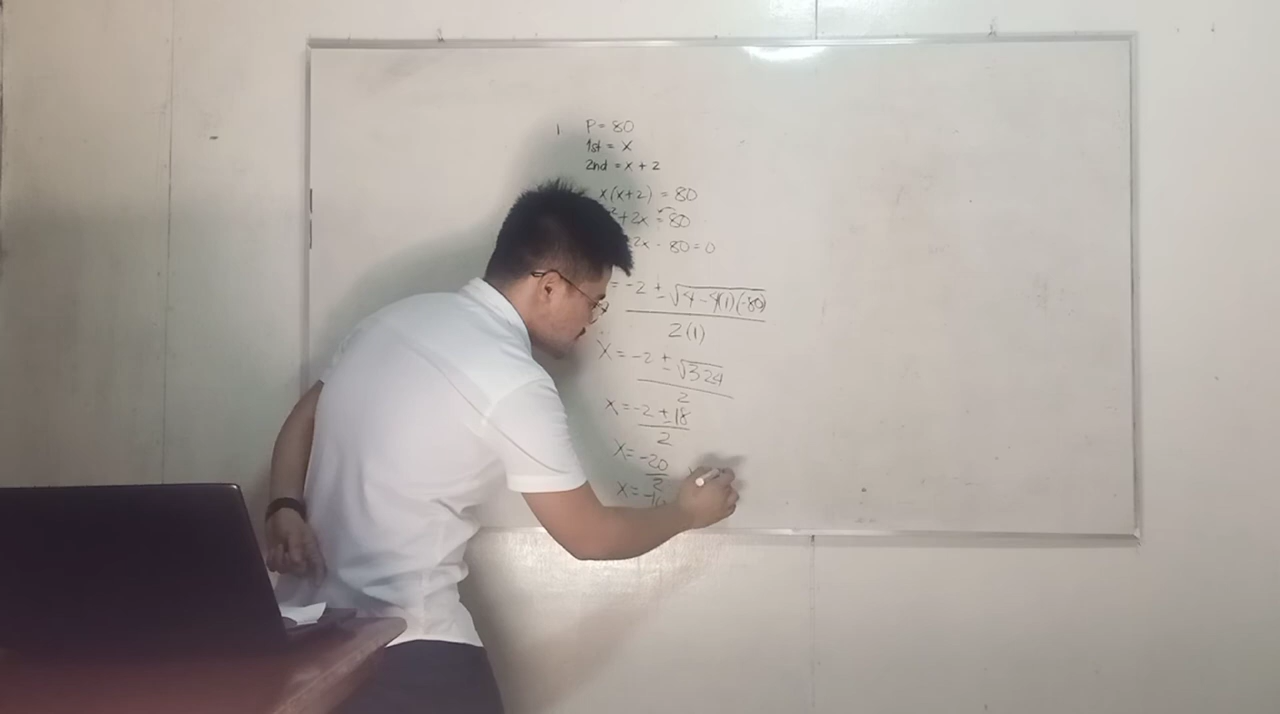 1 P = 80
1st = x
2nd = x + 2
x(x+2) = 80
+2x = 80
2x - 80 = 0
= -2 ± √4-4(1)(-80)
2(1)
x = -2 ± √324
2
x = -2 ± 18
2
x = -20
2
x = -10